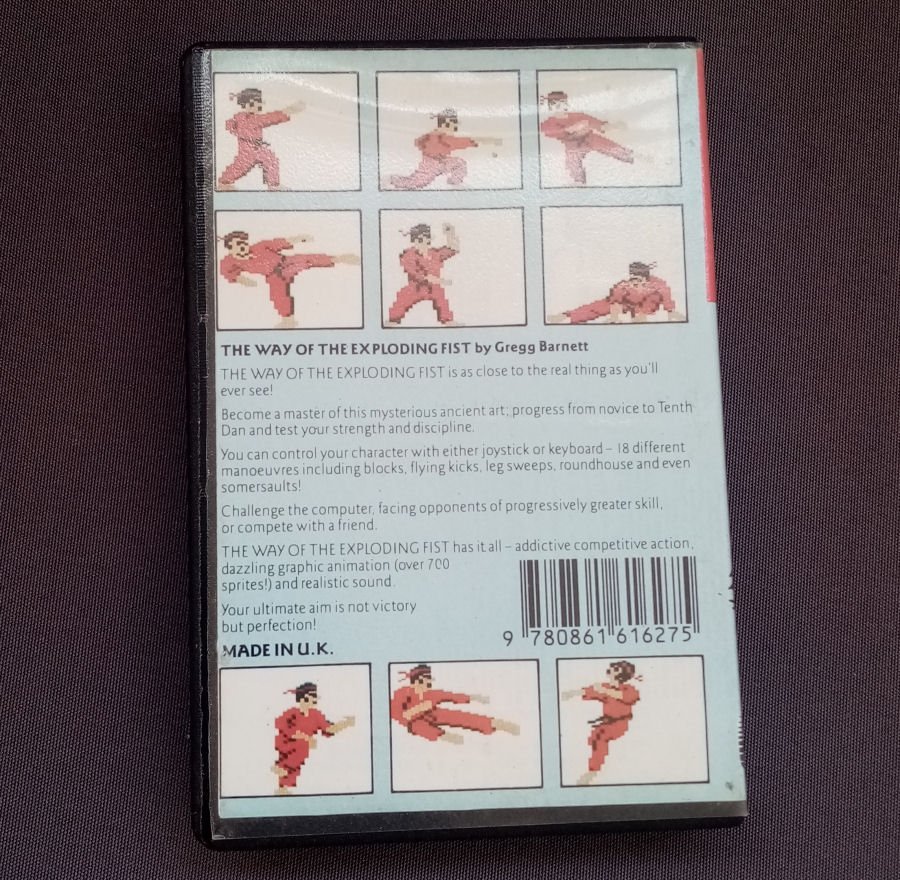 THE WAY OF THE EXPLODING FIST by Gregg Barnett
THE WAY OF THE EXPLODING FIST is as close to the real thing as you'll
ever see!
Become a master of this mysterious ancient art; progress from novice to Tenth
Dan and test your strength and discipline.
You can control your character with either joystick or keyboard – 18 different
manoeuvres including blocks, flying kicks, leg sweeps, roundhouse and even
somersaults!
Challenge the computer, facing opponents of progressively greater skill,
or compete with a friend.
THE WAY OF THE EXPLODING FIST has it all – addictive competitive action,
dazzling graphic animation (over 700
sprites!) and realistic sound.
Your ultimate aim is not victory
but perfection!
MADE IN U.K.
9 780861 616275